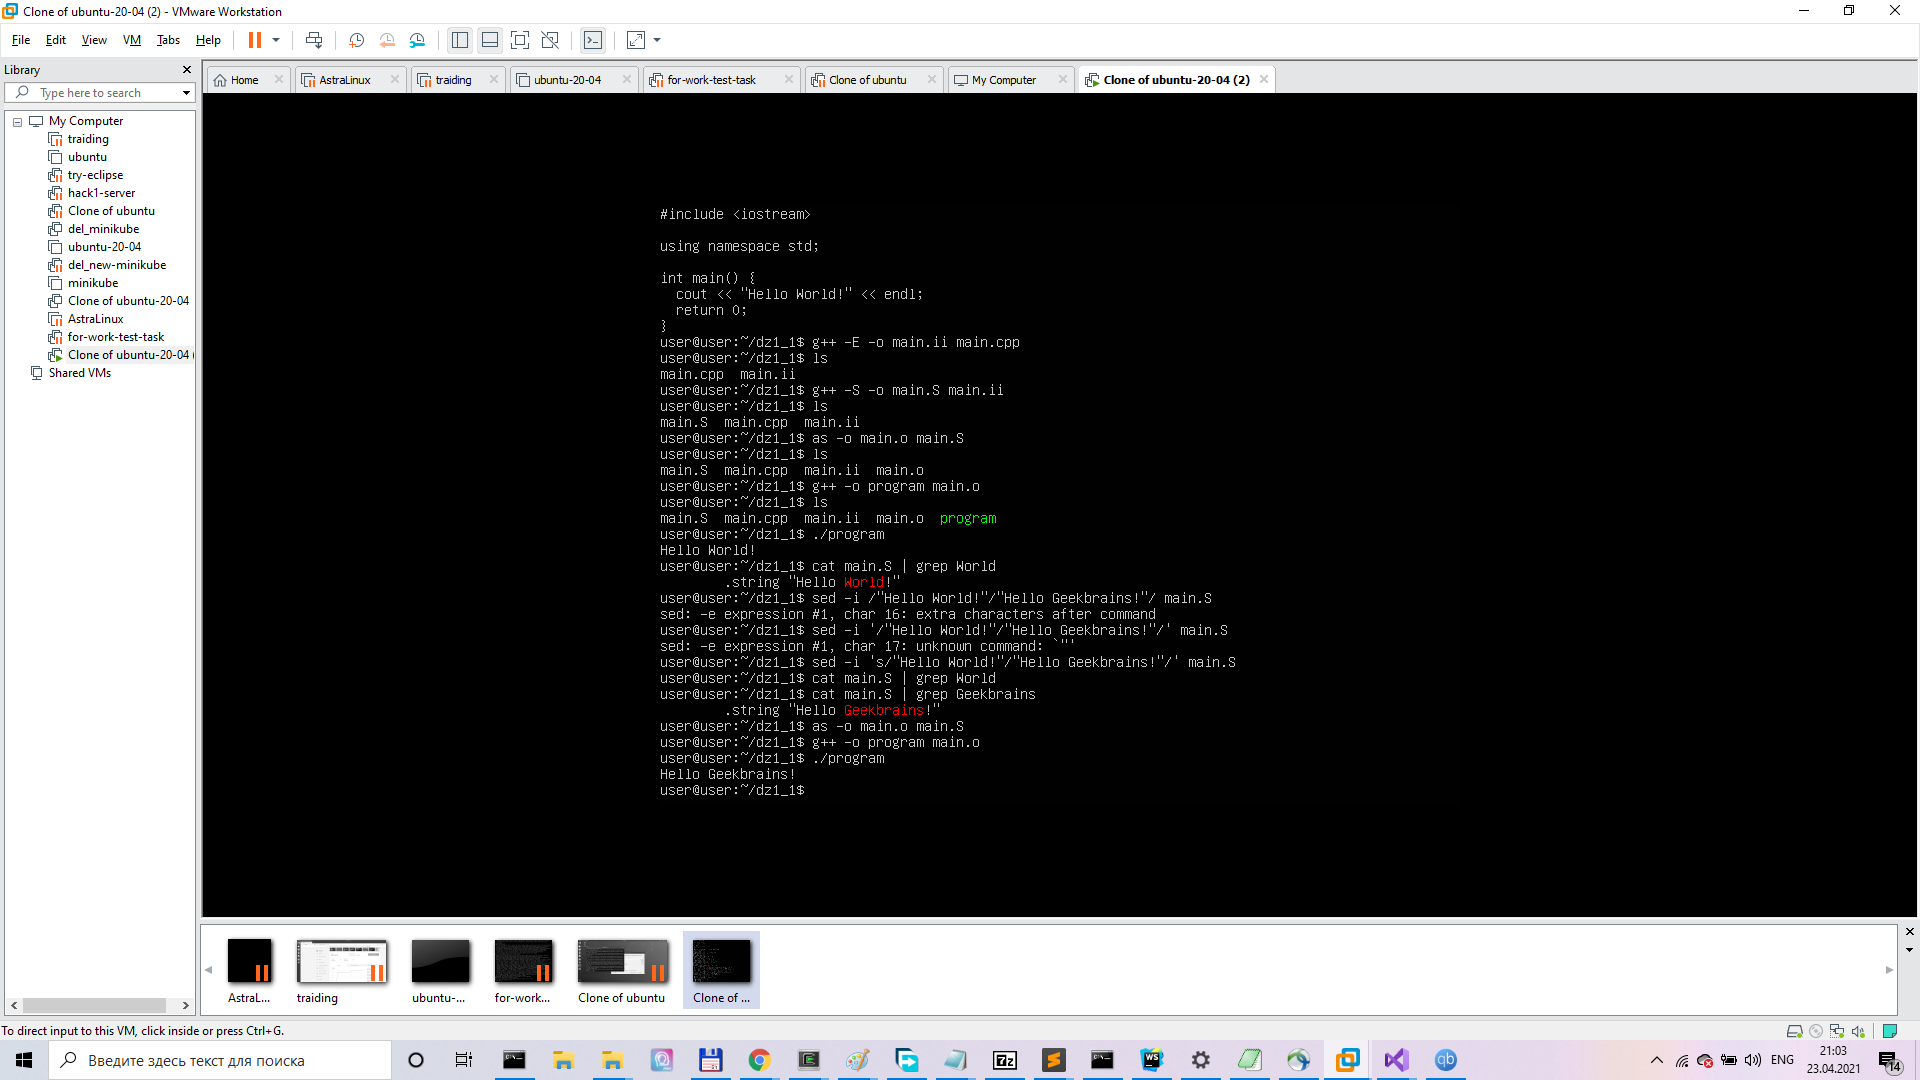 Clone of ubuntu-20-04 (2) - VMware Workstation
File Edit View VM Tabs Help
Library
Type here to search
My Computer
traiding
ubuntu
try-eclipse
hack1-server
Clone of ubuntu
del_minikube
ubuntu-20-04
del_new-minikube
minikube
Clone of ubuntu-20-04
AstraLinux
for-work-test-task
Clone of ubuntu-20-04 (
Shared VMs
Home AstraLinux traiding ubuntu-20-04 for-work-test-task Clone of ubuntu My Computer Clone of ubuntu-20-04 (2)
#include <iostream>
using namespace std;
int main() {
  cout << "Hello World!" << endl;
  return 0;
}
user@user:~/dz1_1$ g++ -E -o main.ii main.cpp
user@user:~/dz1_1$ ls
main.cpp  main.ii
user@user:~/dz1_1$ g++ -S -o main.S main.ii
user@user:~/dz1_1$ ls
main.S  main.cpp  main.ii
user@user:~/dz1_1$ as -o main.o main.S
user@user:~/dz1_1$ ls
main.S  main.cpp  main.ii  main.o
user@user:~/dz1_1$ g++ -o program main.o
user@user:~/dz1_1$ ls
main.S  main.cpp  main.ii  main.o  program
user@user:~/dz1_1$ ./program
Hello World!
user@user:~/dz1_1$ cat main.S | grep World
        .string "Hello World!"
user@user:~/dz1_1$ sed -i /"Hello World!"/"Hello Geekbrains!"/ main.S
sed: -e expression #1, char 16: extra characters after command
user@user:~/dz1_1$ sed -i '/"Hello World!"/"Hello Geekbrains!"/' main.S
sed: -e expression #1, char 17: unknown command: `"'
user@user:~/dz1_1$ sed -i 's/"Hello World!"/"Hello Geekbrains!"/' main.S
user@user:~/dz1_1$ cat main.S | grep World
user@user:~/dz1_1$ cat main.S | grep Geekbrains
        .string "Hello Geekbrains!"
user@user:~/dz1_1$ as -o main.o main.S
user@user:~/dz1_1$ g++ -o program main.o
user@user:~/dz1_1$ ./program
Hello Geekbrains!
user@user:~/dz1_1$
AstraL... traiding ubuntu-... for-work... Clone of ubuntu Clone of ...
To direct input to this VM, click inside or press Ctrl+G.
Введите здесь текст для поиска
7z
WS
qb
ENG
21:03
23.04.2021
14